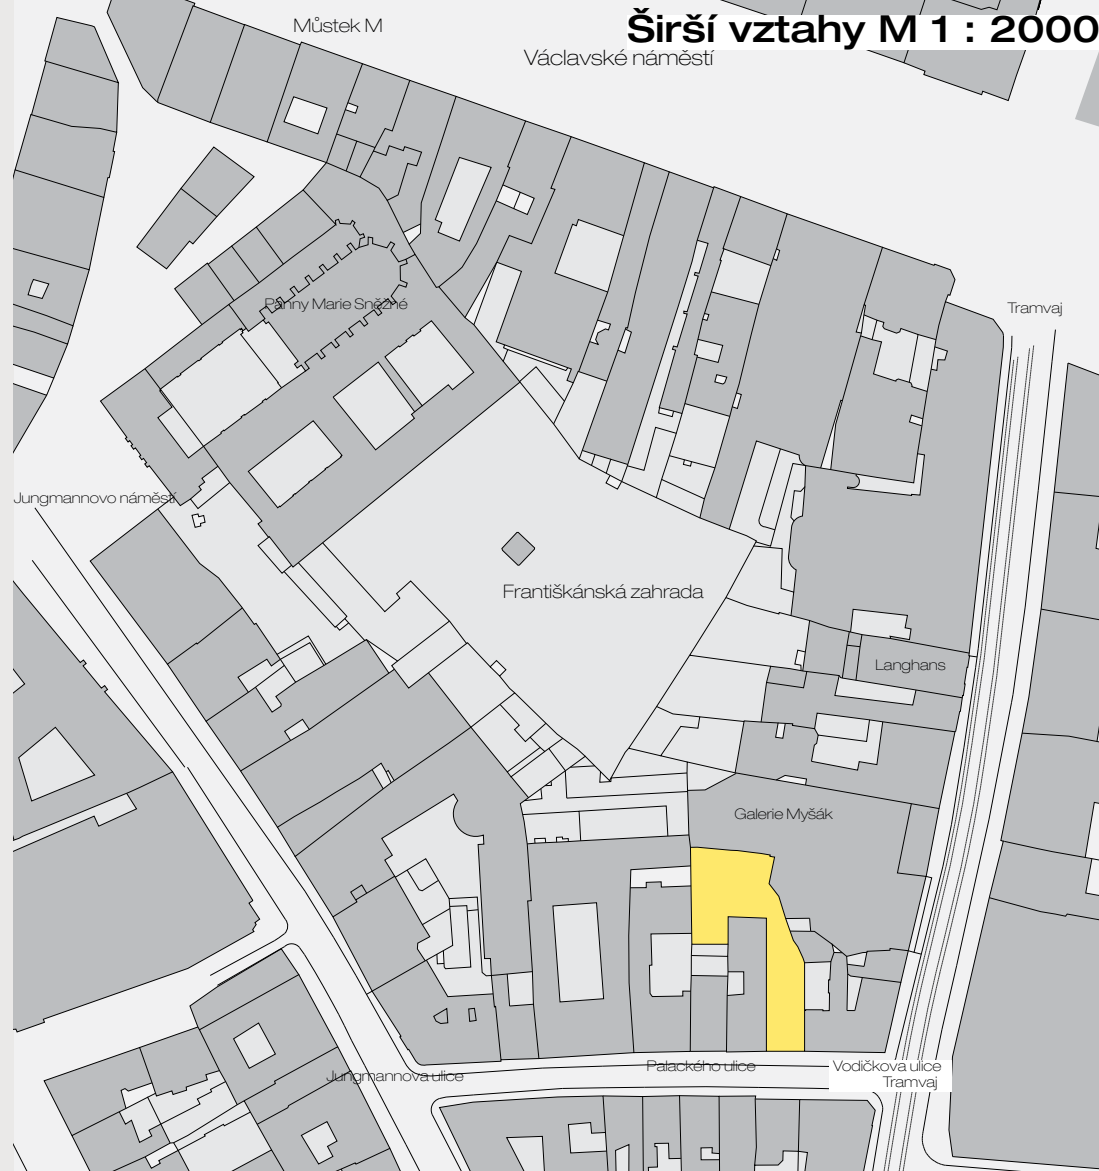 Širší vztahy M 1 : 2000
Můstek M
Václavské náměstí
Panny Marie Sněžné
Tramvaj
Jungmannovo náměstí
Františkánská zahrada
Langhans
Galerie Myšák
Jungmannova ulice
Palackého ulice
Vodičkova ulice
Tramvaj